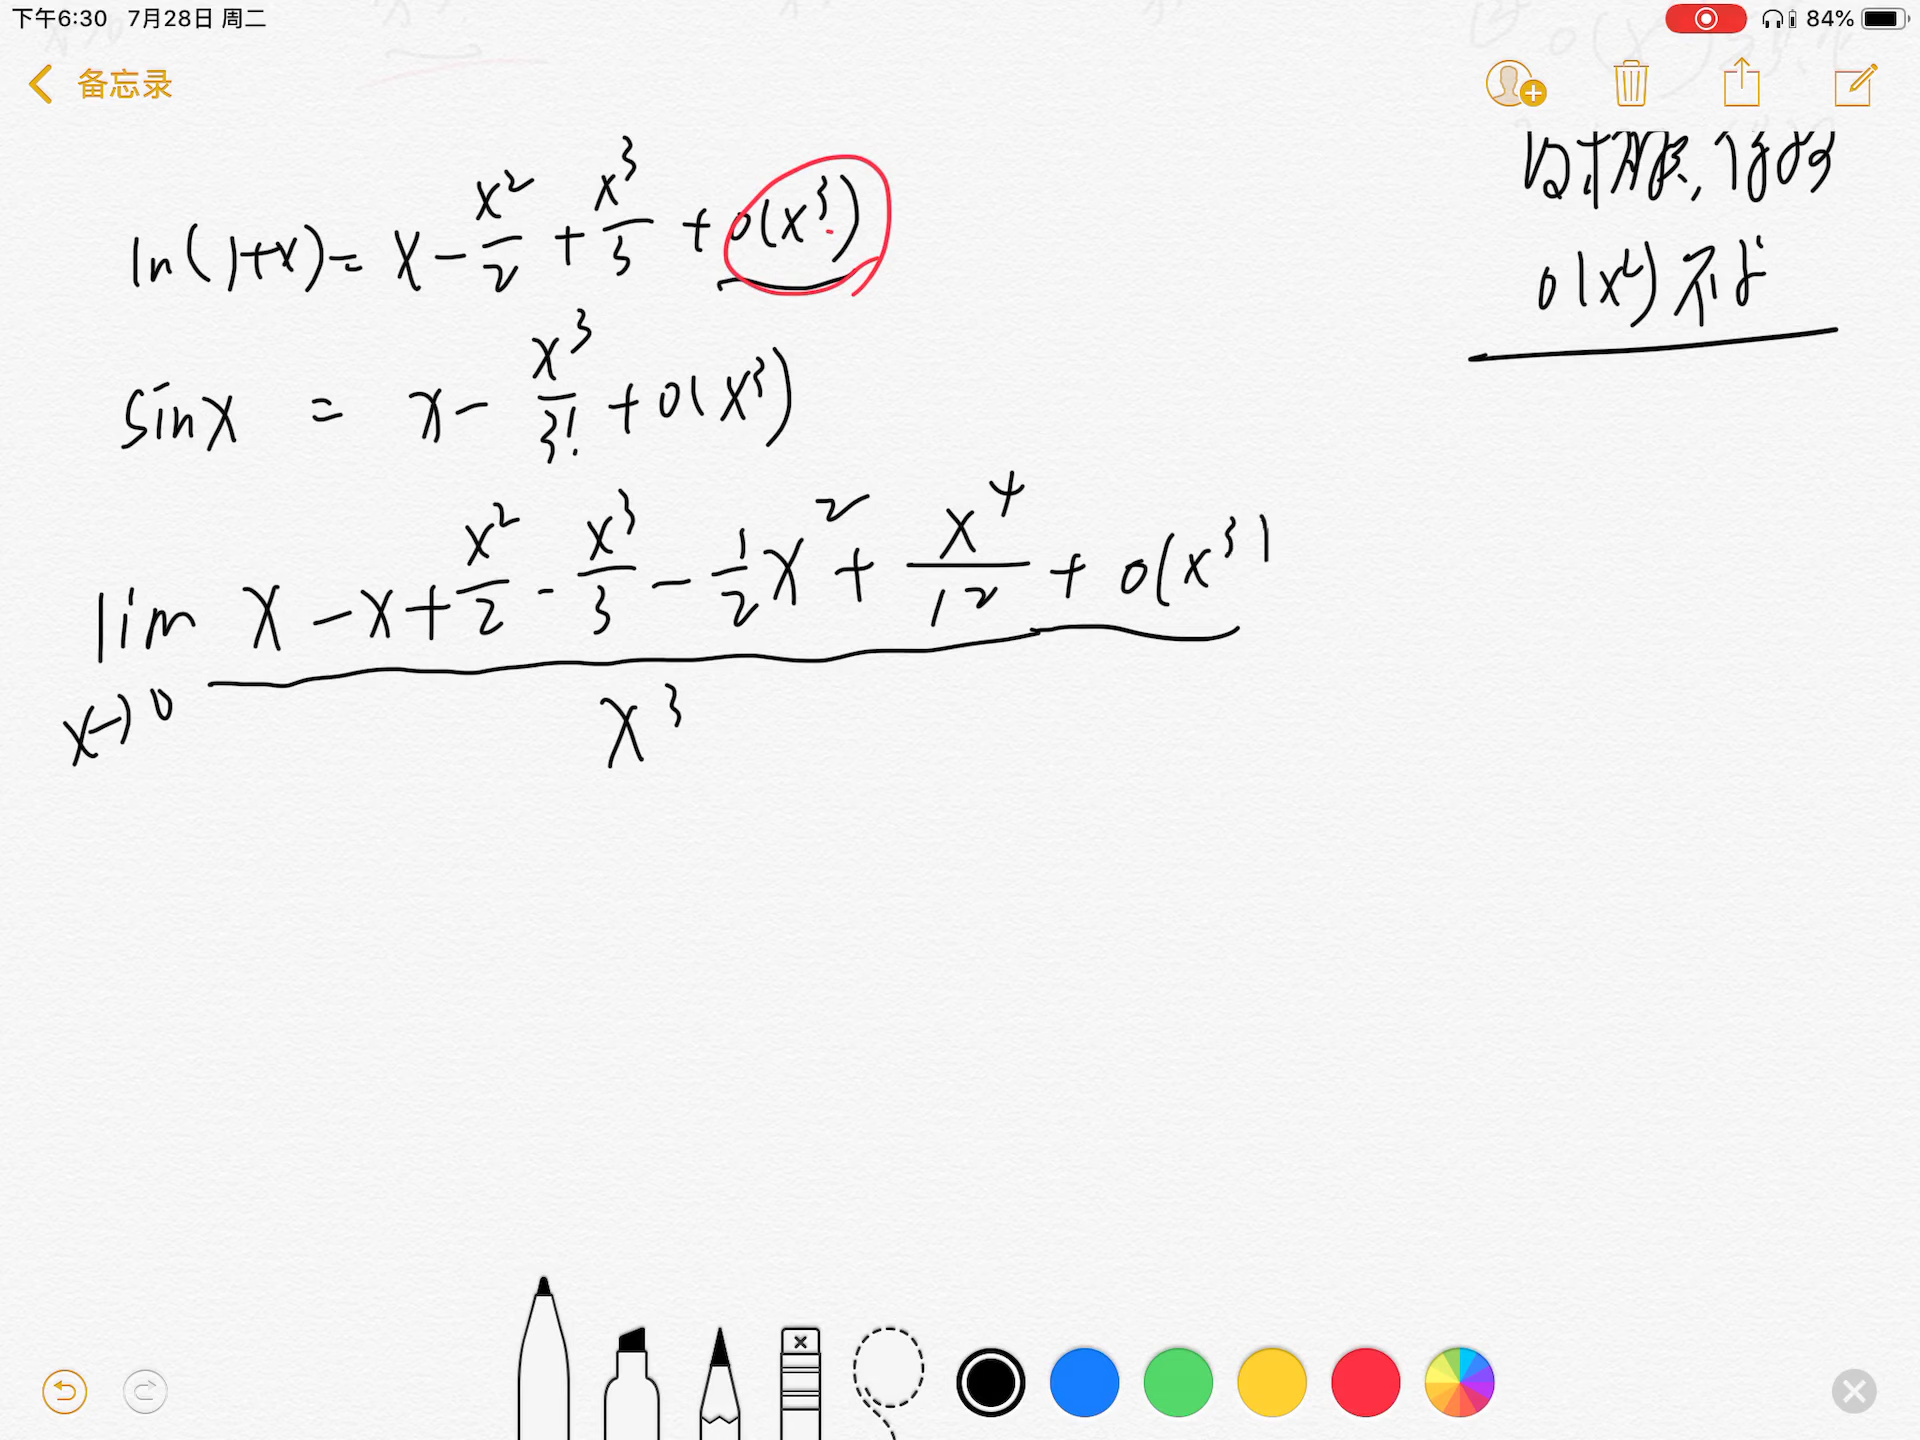 下午6:30 7月28日 周二
84%
备忘录
ln(1+x)= x - x²/2 + x³/3 + o(x³)
sinx = x - x³/3! + o(x³)
lim x→0 (x - x + x²/2 - x³/3 - 1/2 x² + x⁴/12 + o(x³)) / x³
o(x²)不